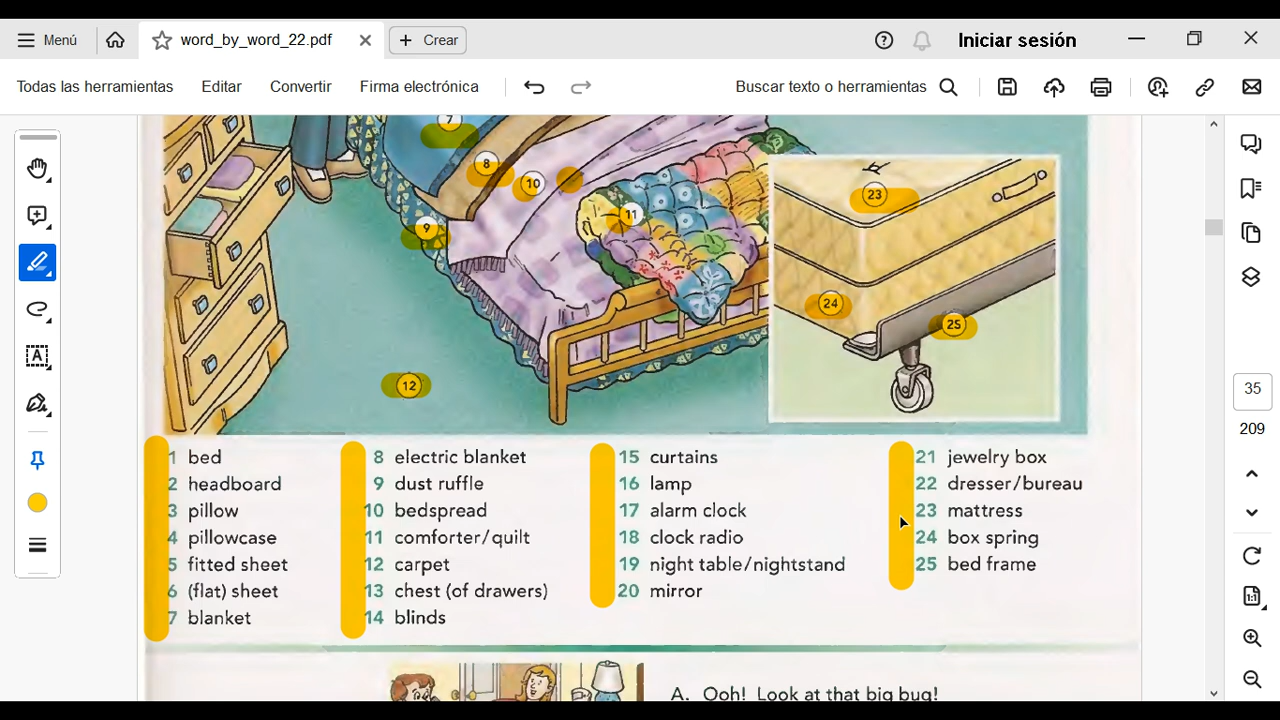 Menú
word_by_word_22.pdf
Crear
Iniciar sesión
Todas las herramientas
Editar
Convertir
Firma electrónica
Buscar texto o herramientas
7
8
10
11
9
12
23
24
25
35
209
1 bed
2 headboard
3 pillow
4 pillowcase
5 fitted sheet
6 (flat) sheet
7 blanket
8 electric blanket
9 dust ruffle
10 bedspread
11 comforter/quilt
12 carpet
13 chest (of drawers)
14 blinds
15 curtains
16 lamp
17 alarm clock
18 clock radio
19 night table/nightstand
20 mirror
21 jewelry box
22 dresser/bureau
23 mattress
24 box spring
25 bed frame
A. Ooh! Look at that big bug!
1:1